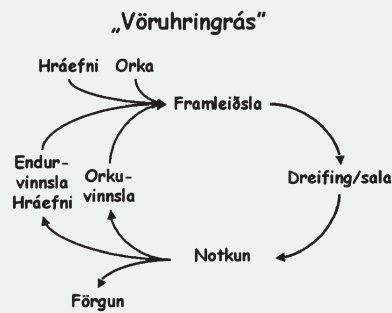 „Vöruhringrás”
Hráefni Orka
Framleiðsla
Endur-
vinnsla
Hráefni
Orku-
vinnsla
Dreifing/sala
Notkun
Förgun